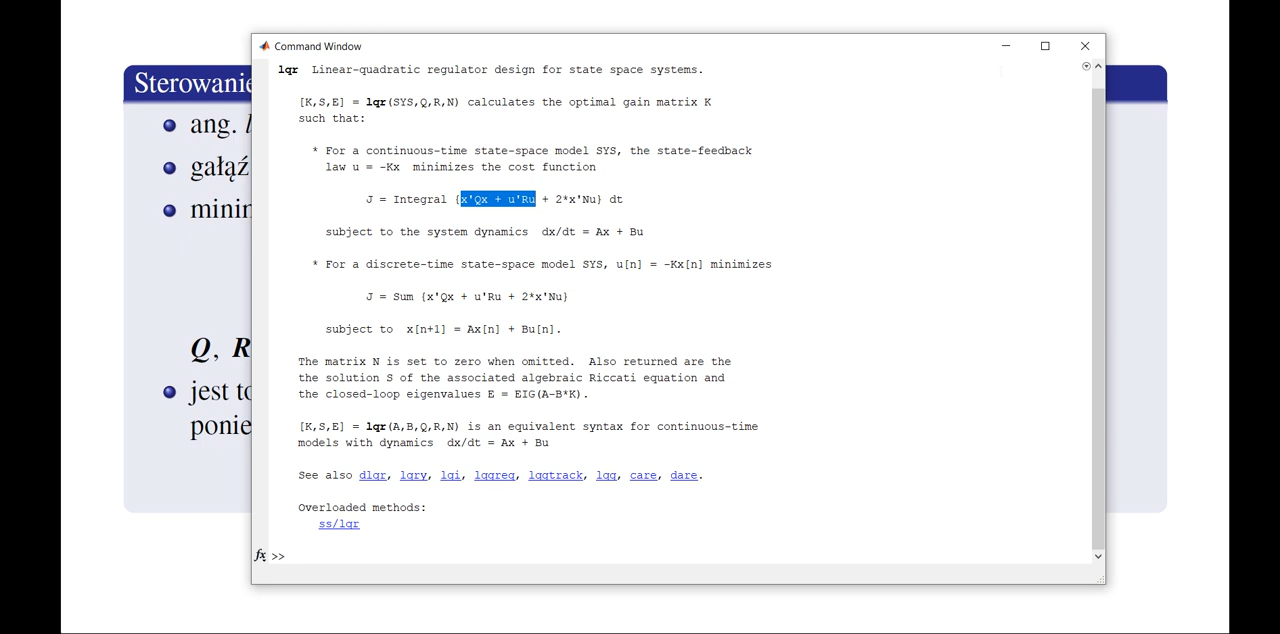 Command Window
Sterowanie
ang. l
gałąź
minim
Q, R
jest to
ponie
lqr Linear-quadratic regulator design for state space systems.
[K,S,E] = lqr(SYS,Q,R,N) calculates the optimal gain matrix K
such that:
* For a continuous-time state-space model SYS, the state-feedback
law u = -Kx minimizes the cost function
J = Integral {x'Qx + u'Ru + 2*x'Nu} dt
subject to the system dynamics dx/dt = Ax + Bu
* For a discrete-time state-space model SYS, u[n] = -Kx[n] minimizes
J = Sum {x'Qx + u'Ru + 2*x'Nu}
subject to x[n+1] = Ax[n] + Bu[n].
The matrix N is set to zero when omitted. Also returned are the
the solution S of the associated algebraic Riccati equation and
the closed-loop eigenvalues E = EIG(A-B*K).
[K,S,E] = lqr(A,B,Q,R,N) is an equivalent syntax for continuous-time
models with dynamics dx/dt = Ax + Bu
See also dlqr, lqry, lqi, lqgreg, lqgtrack, lqg, care, dare.
Overloaded methods:
ss/lqr
fx >>